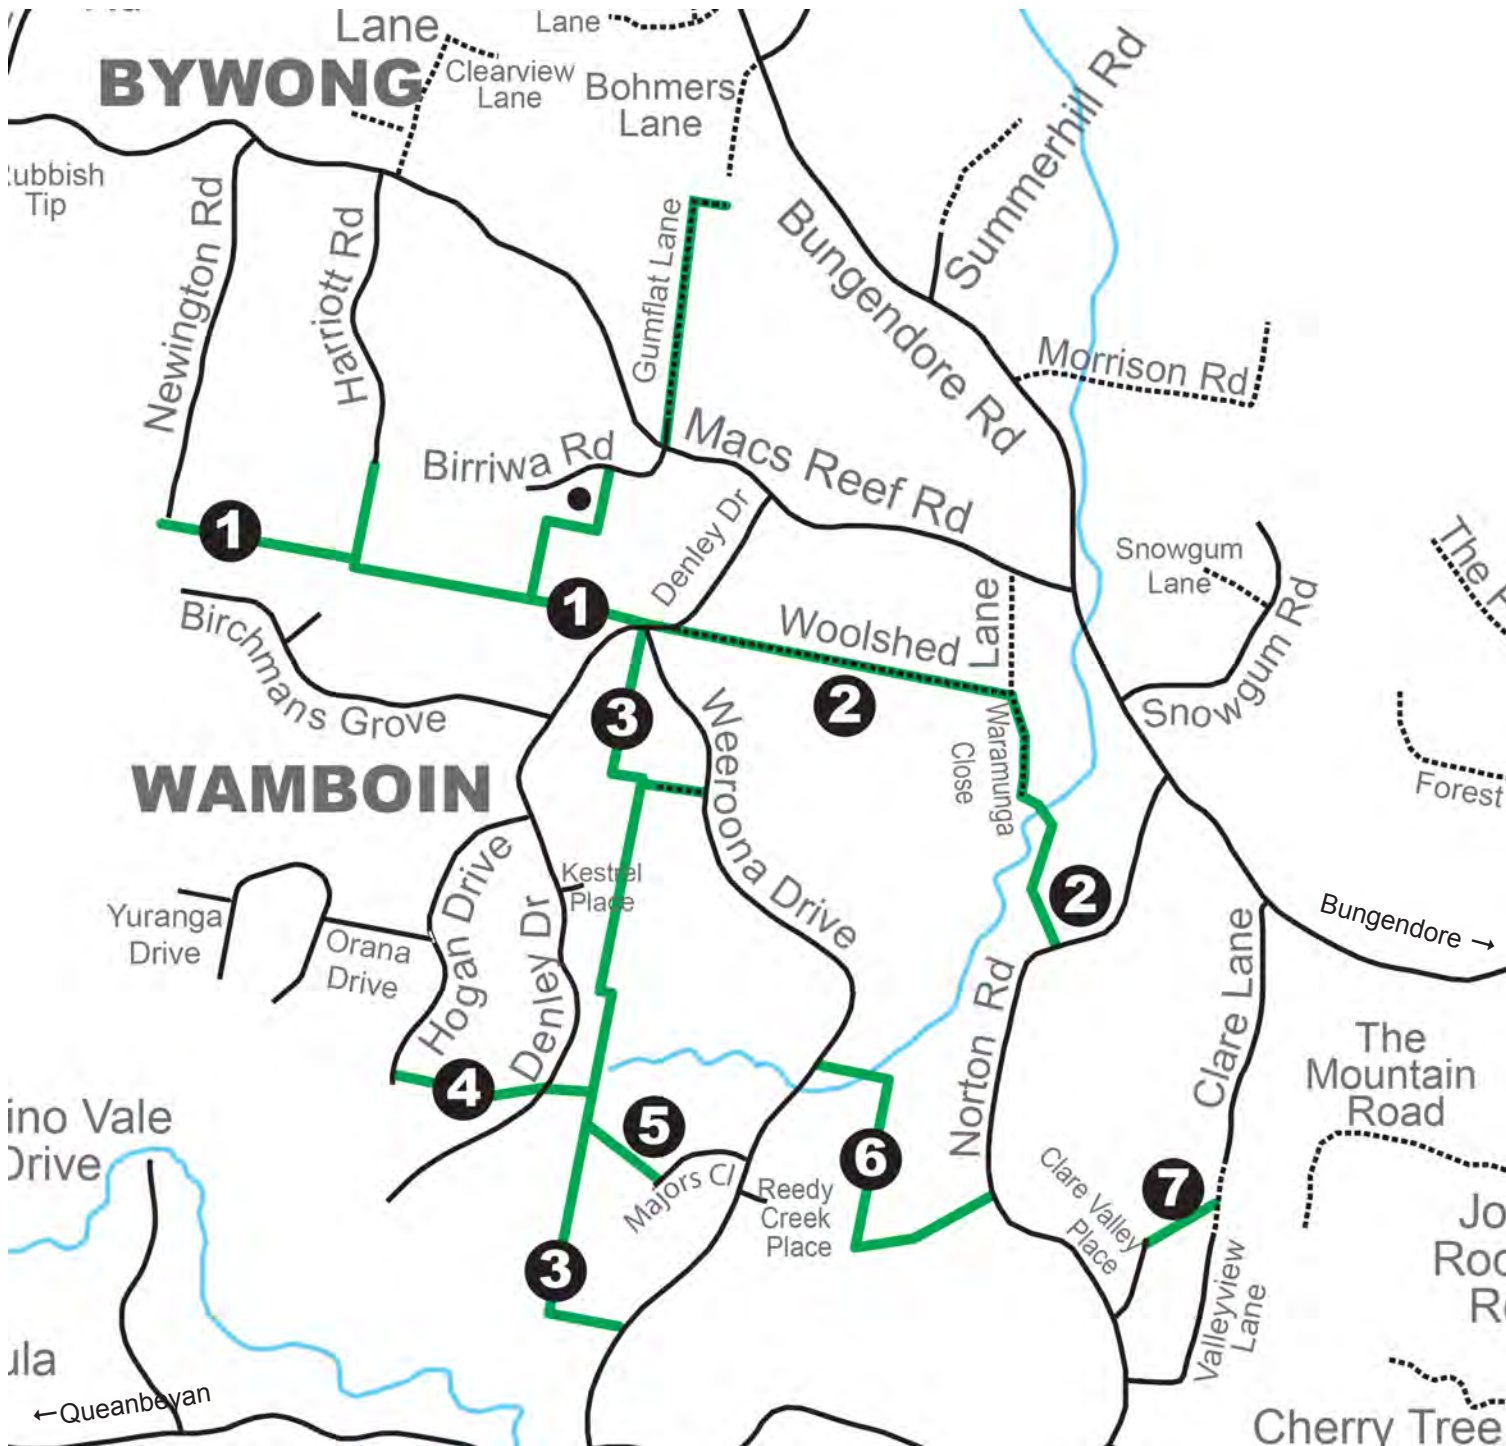 Lane
Lane
BYWONG
Clearview
Lane
Bohmers
Lane
Summerhill Rd
Tip
Newington Rd
Harriott Rd
Gumflat Lane
Bungendore Rd
Morrison Rd
Birriwa Rd
Macs Reef Rd
Denley Dr
Snowgum
Lane
Snowgum Rd
The
1
1
Birchmans Grove
Woolshed
Lane
2
3
Weeroona Drive
Waramunga
Close
WAMBOIN
Forest
Kestrel
Place
Hogan Drive
Denley Dr
Yuranga
Drive
Orana
Drive
2
Bungendore →
Norton Rd
Clare Lane
The
Mountain
Road
4
5
6
7
Vale
Drive
Majors Cl
Reedy
Creek
Place
Clare Valley
Place
Valleyview
Lane
3
←Queanbeyan
Cherry Tree